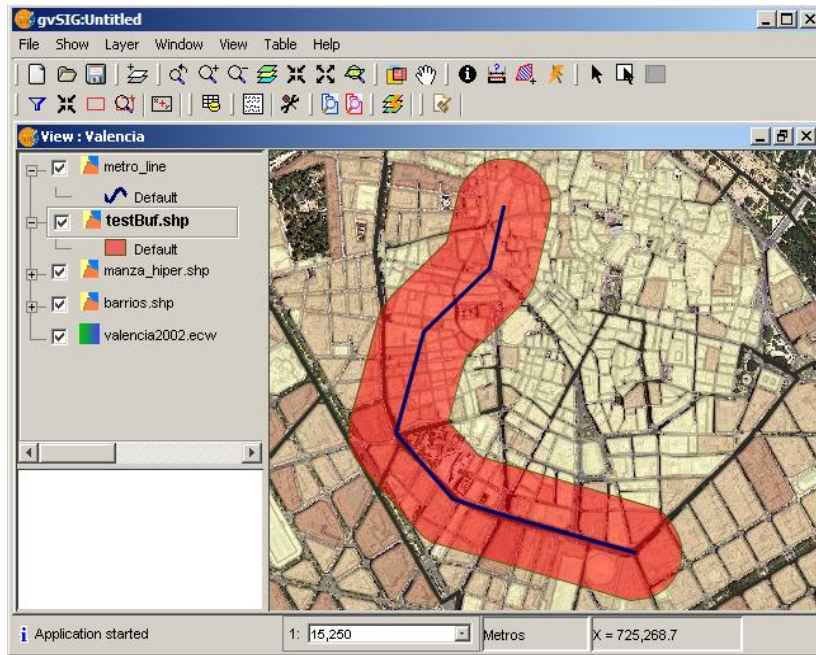 gvSIG:Untitled
File Show Layer Window View Table Help
View : Valencia
metro_line
Default
testBuf.shp
Default
manza_hiper.shp
barrios.shp
valencia2002.ecw
Application started
1: 15,250
Metros
X = 725,268.7